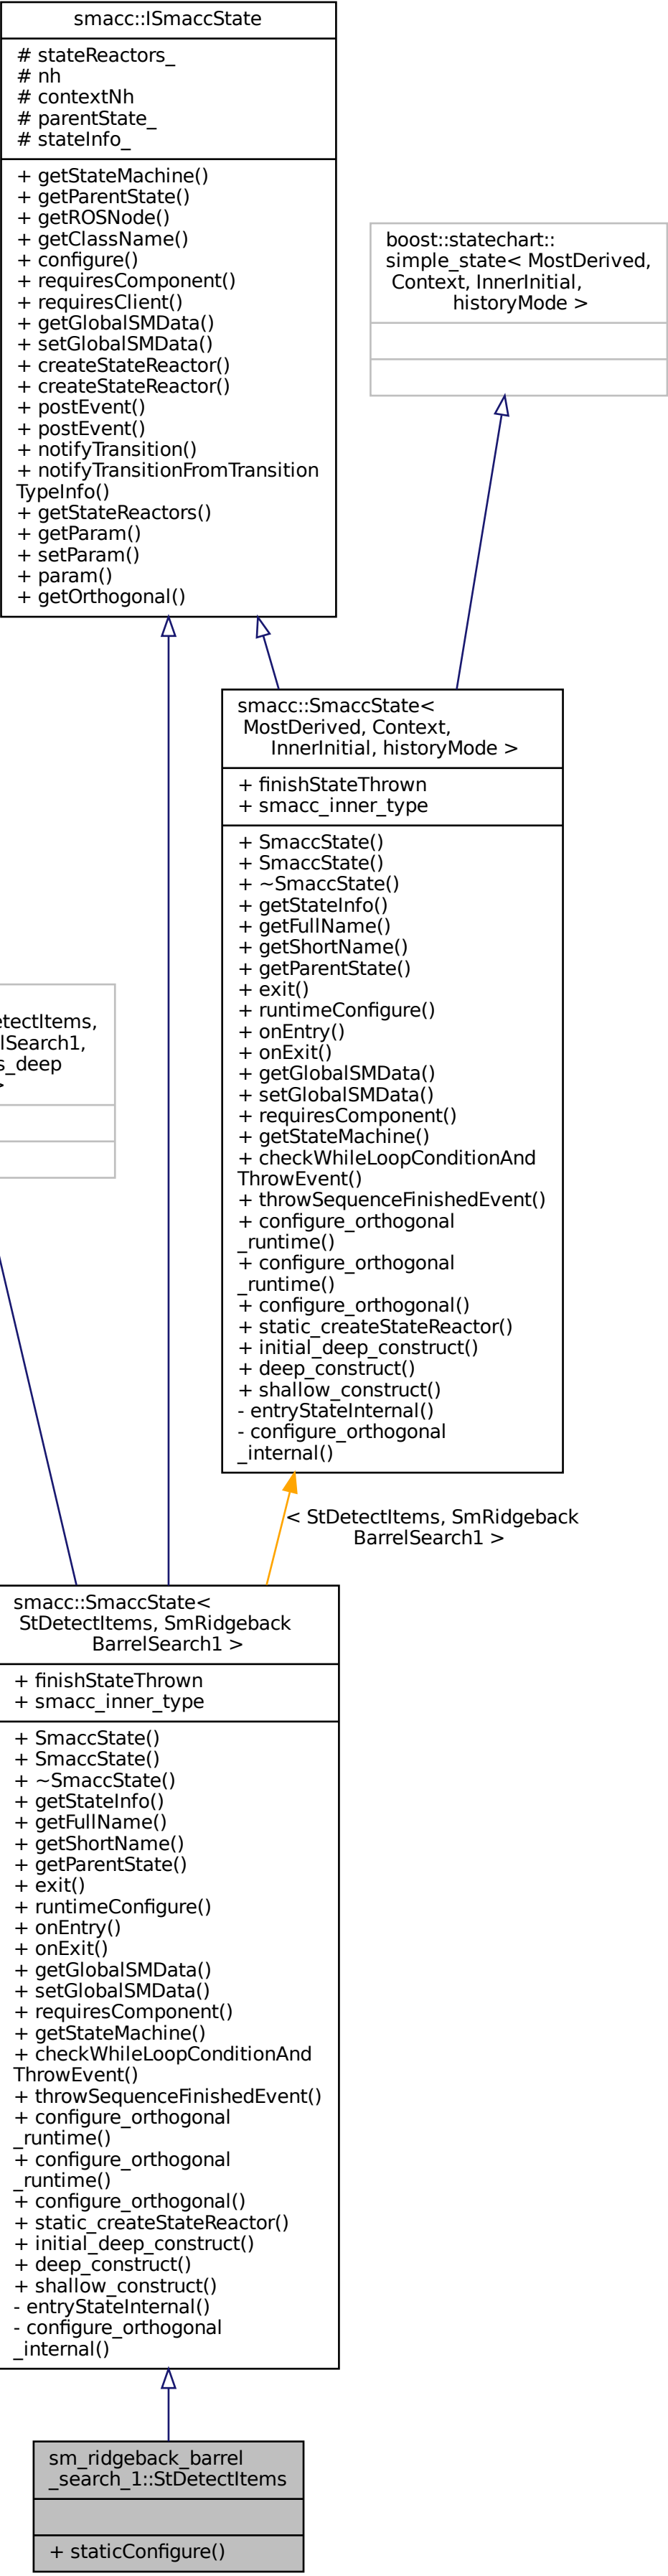 smacc::ISmaccState
# stateReactors_
# nh
# contextNh
# parentState_
# stateInfo_
+ getStateMachine()
+ getParentState()
+ getROSNode()
+ getClassName()
+ configure()
+ requiresComponent()
+ requiresClient()
+ getGlobalSMData()
+ setGlobalSMData()
+ createStateReactor()
+ createStateReactor()
+ postEvent()
+ postEvent()
+ notifyTransition()
+ notifyTransitionFromTransition
TypeInfo()
+ getStateReactors()
+ getParam()
+ setParam()
+ param()
+ getOrthogonal()
boost::statechart::
simple_state< MostDerived,
Context, InnerInitial,
historyMode >
smacc::SmaccState<
MostDerived, Context,
InnerInitial, historyMode >
+ finishStateThrown
+ smacc_inner_type
+ SmaccState()
+ SmaccState()
+ ~SmaccState()
+ getStateInfo()
+ getFullName()
+ getShortName()
+ getParentState()
+ exit()
+ runtimeConfigure()
+ onEntry()
+ onExit()
+ getGlobalSMData()
+ setGlobalSMData()
+ requiresComponent()
+ getStateMachine()
+ checkWhileLoopConditionAnd
ThrowEvent()
+ throwSequenceFinishedEvent()
+ configure_orthogonal
_runtime()
+ configure_orthogonal
_runtime()
+ configure_orthogonal()
+ static_createStateReactor()
+ initial_deep_construct()
+ deep_construct()
+ shallow_construct()
- entryStateInternal()
- configure_orthogonal
_internal()
etectItems,
lSearch1,
s_deep
>
< StDetectItems, SmRidgeback
BarrelSearch1 >
smacc::SmaccState<
StDetectItems, SmRidgeback
BarrelSearch1 >
+ finishStateThrown
+ smacc_inner_type
+ SmaccState()
+ SmaccState()
+ ~SmaccState()
+ getStateInfo()
+ getFullName()
+ getShortName()
+ getParentState()
+ exit()
+ runtimeConfigure()
+ onEntry()
+ onExit()
+ getGlobalSMData()
+ setGlobalSMData()
+ requiresComponent()
+ getStateMachine()
+ checkWhileLoopConditionAnd
ThrowEvent()
+ throwSequenceFinishedEvent()
+ configure_orthogonal
_runtime()
+ configure_orthogonal
_runtime()
+ configure_orthogonal()
+ static_createStateReactor()
+ initial_deep_construct()
+ deep_construct()
+ shallow_construct()
- entryStateInternal()
- configure_orthogonal
_internal()
sm_ridgeback_barrel
_search_1::StDetectItems
+ staticConfigure()